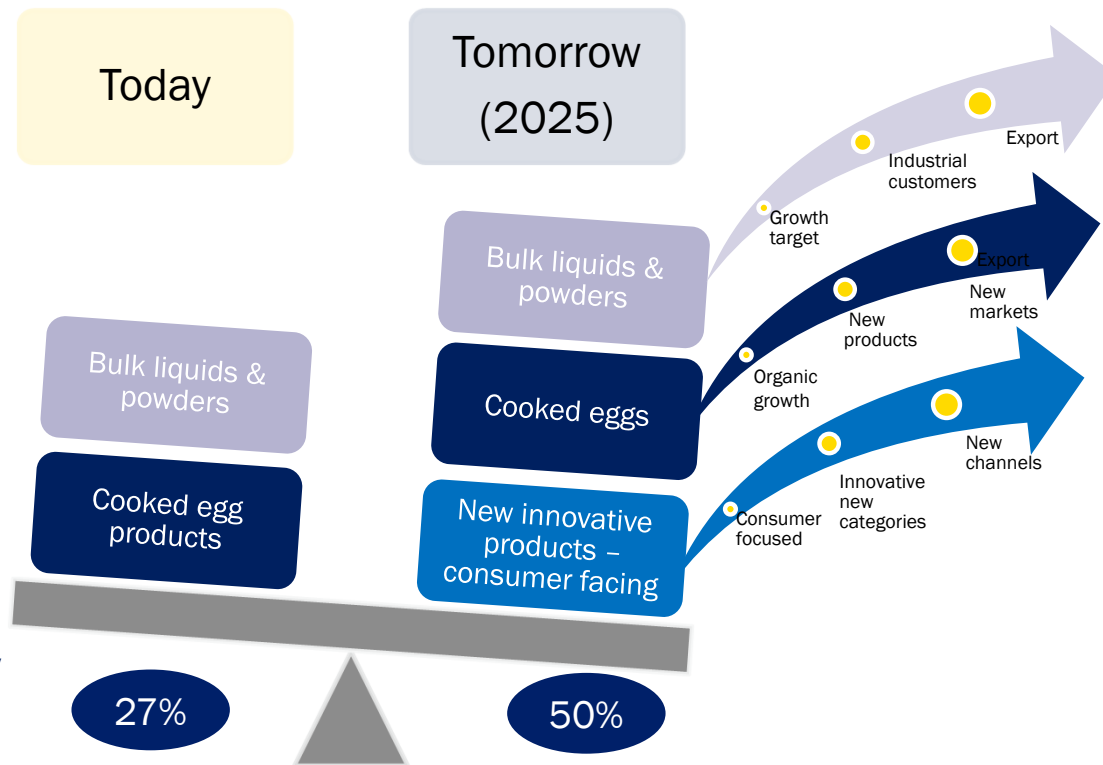 Today
Tomorrow
(2025)
Bulk liquids &
powders
Cooked egg
products
27%
Bulk liquids &
powders
Cooked eggs
New innovative
products –
consumer facing
50%
Growth
target
Industrial
customers
Export
Organic
growth
New
products
Export
New
markets
Consumer
focused
Innovative
new
categories
New
channels